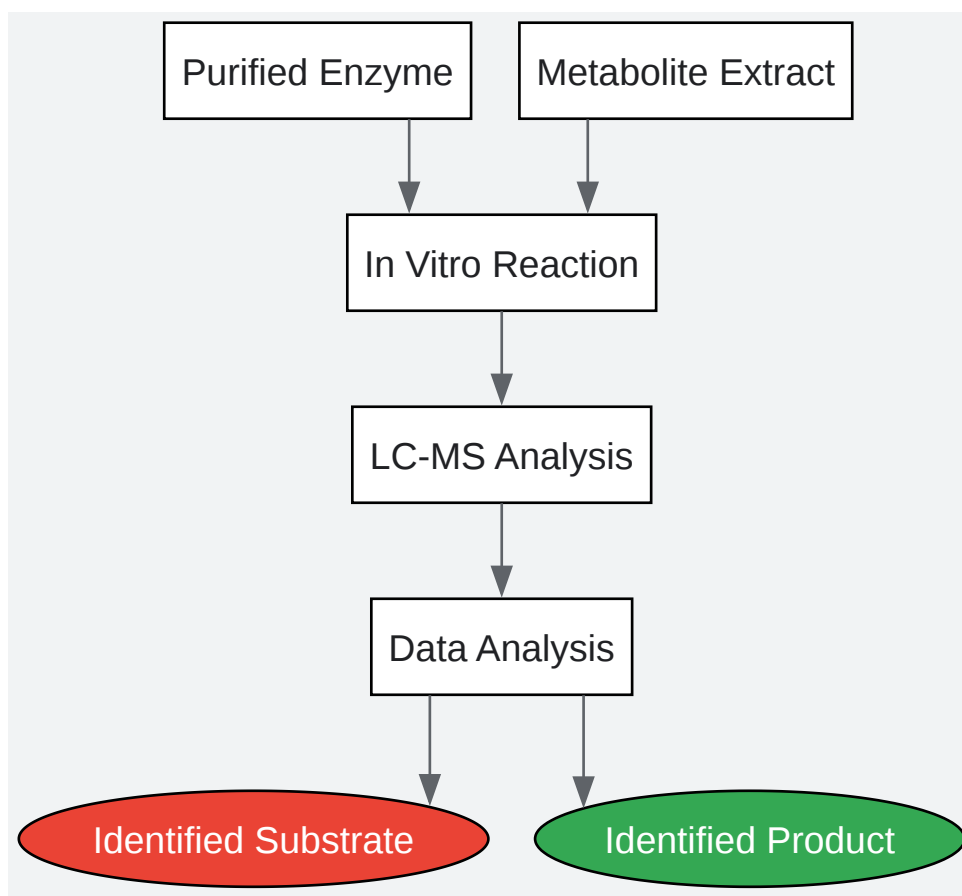 Purified Enzyme
Metabolite Extract
In Vitro Reaction
LC-MS Analysis
Data Analysis
Identified Substrate
Identified Product